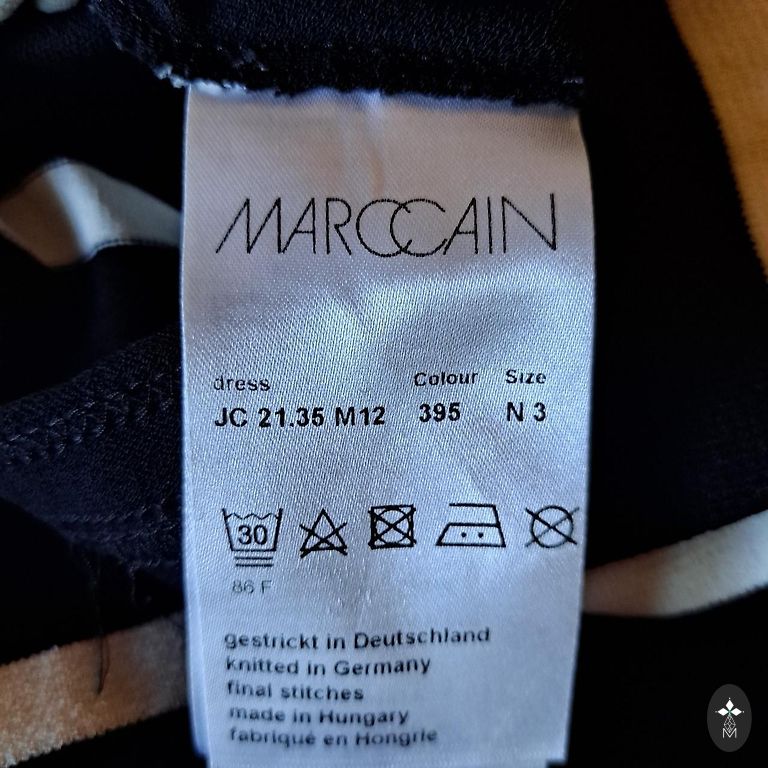 MARCCAIN
dress Colour Size
JC 21.35 M12 395 N 3
30
86 F
gestrickt in Deutschland
knitted in Germany
final stitches
made in Hungary
fabriqué en Hongrie
M